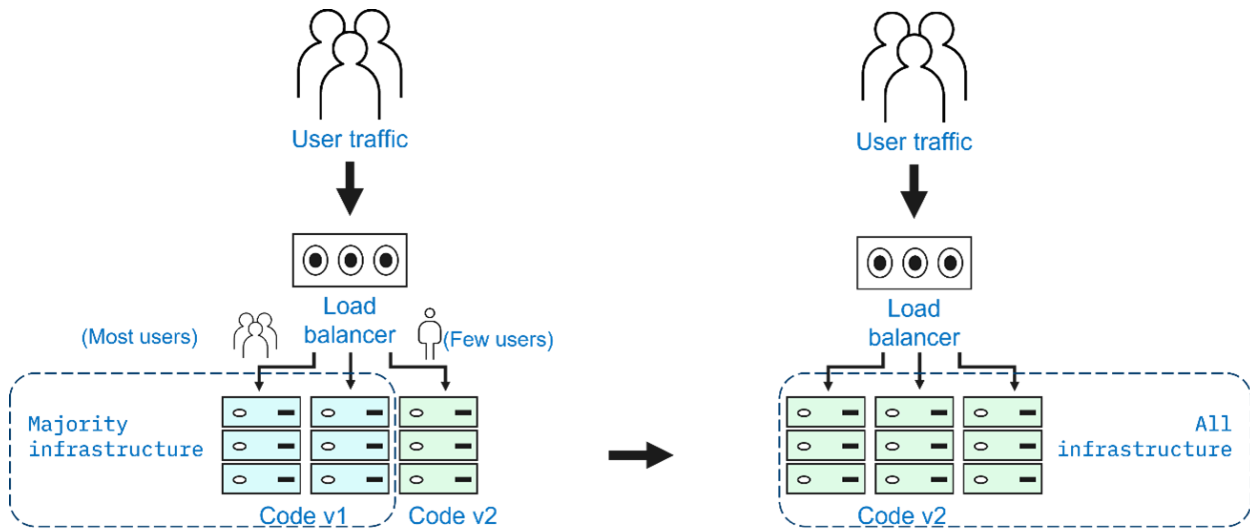 User traffic
Load
balancer
(Most users)
(Few users)
Majority
infrastructure
Code v1
Code v2
User traffic
Load
balancer
All
infrastructure
Code v2